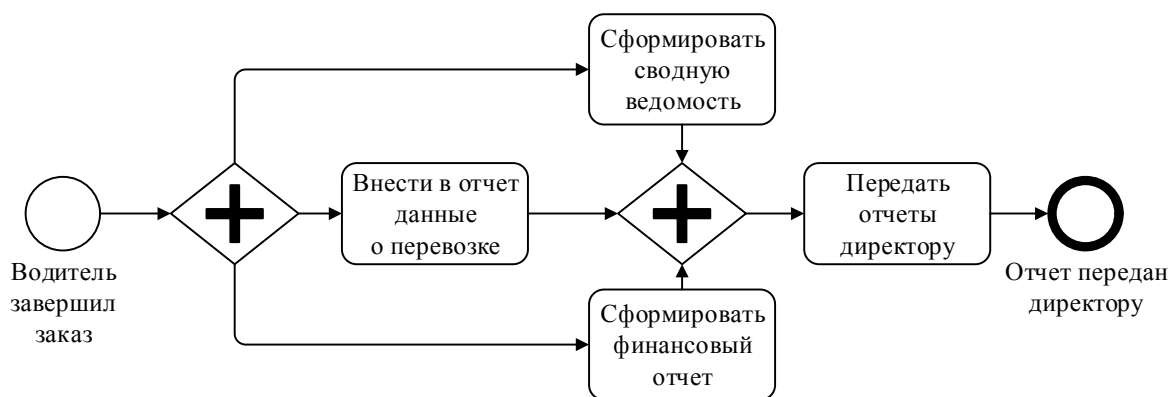 Сформировать
сводную
ведомость
Внести в отчет
данные
о перевозке
Передать
отчеты
директору
Водитель
завершил
заказ
Отчет передан
директору
Сформировать
финансовый
отчет